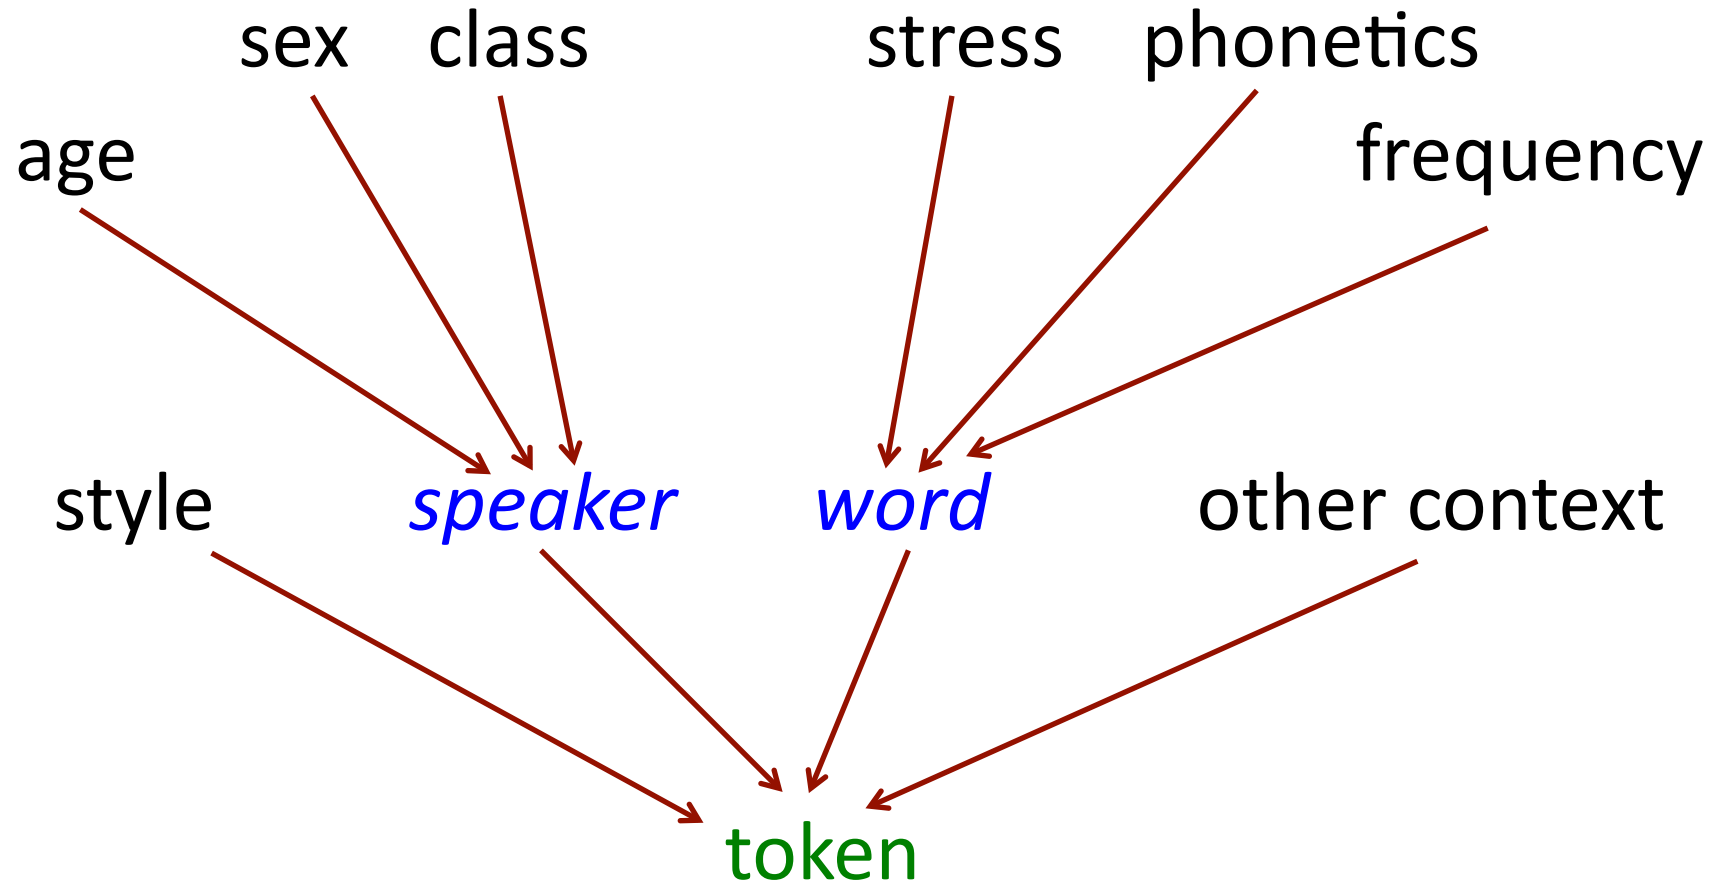 sex class stress phonetics
age frequency
style speaker word other context
token